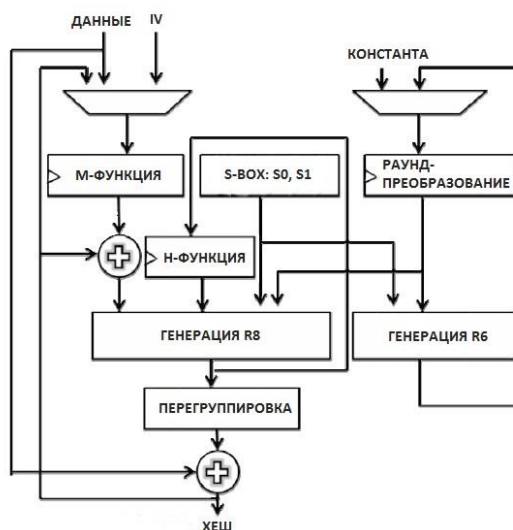 ДАННЫЕ IV
КОНСТАНТА
М-ФУНКЦИЯ
S-BOX: S0, S1
РАУНД-
ПРЕОБРАЗОВАНИЕ
Н-ФУНКЦИЯ
ГЕНЕРАЦИЯ R8
ГЕНЕРАЦИЯ R6
ПЕРЕГРУППИРОВКА
ХЕШ